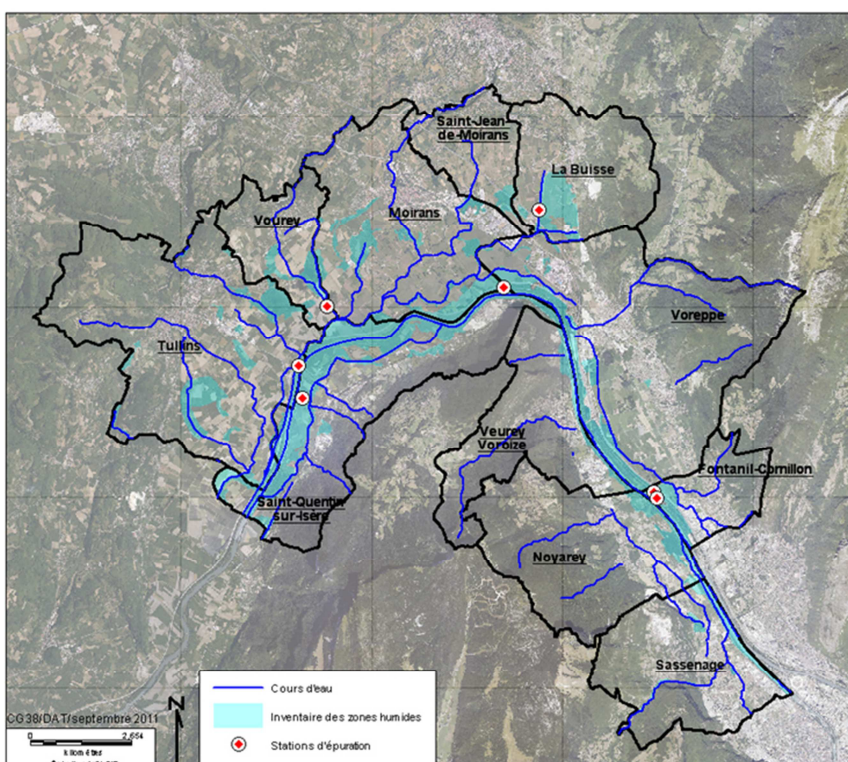 Saint-Jean-
de-Moirans
La Buisse
Vourey
Moirans
Voreppe
Tullins
Veurey
Voroize
Fontanil-Cornillon
Saint-Quentin
sur-Isère
Noyarey
Sassenage
Cours d'eau
Inventaire des zones humides
Stations d'épuration
CG38/DAT/septembre 2011
N
0 2,654
kilomètres